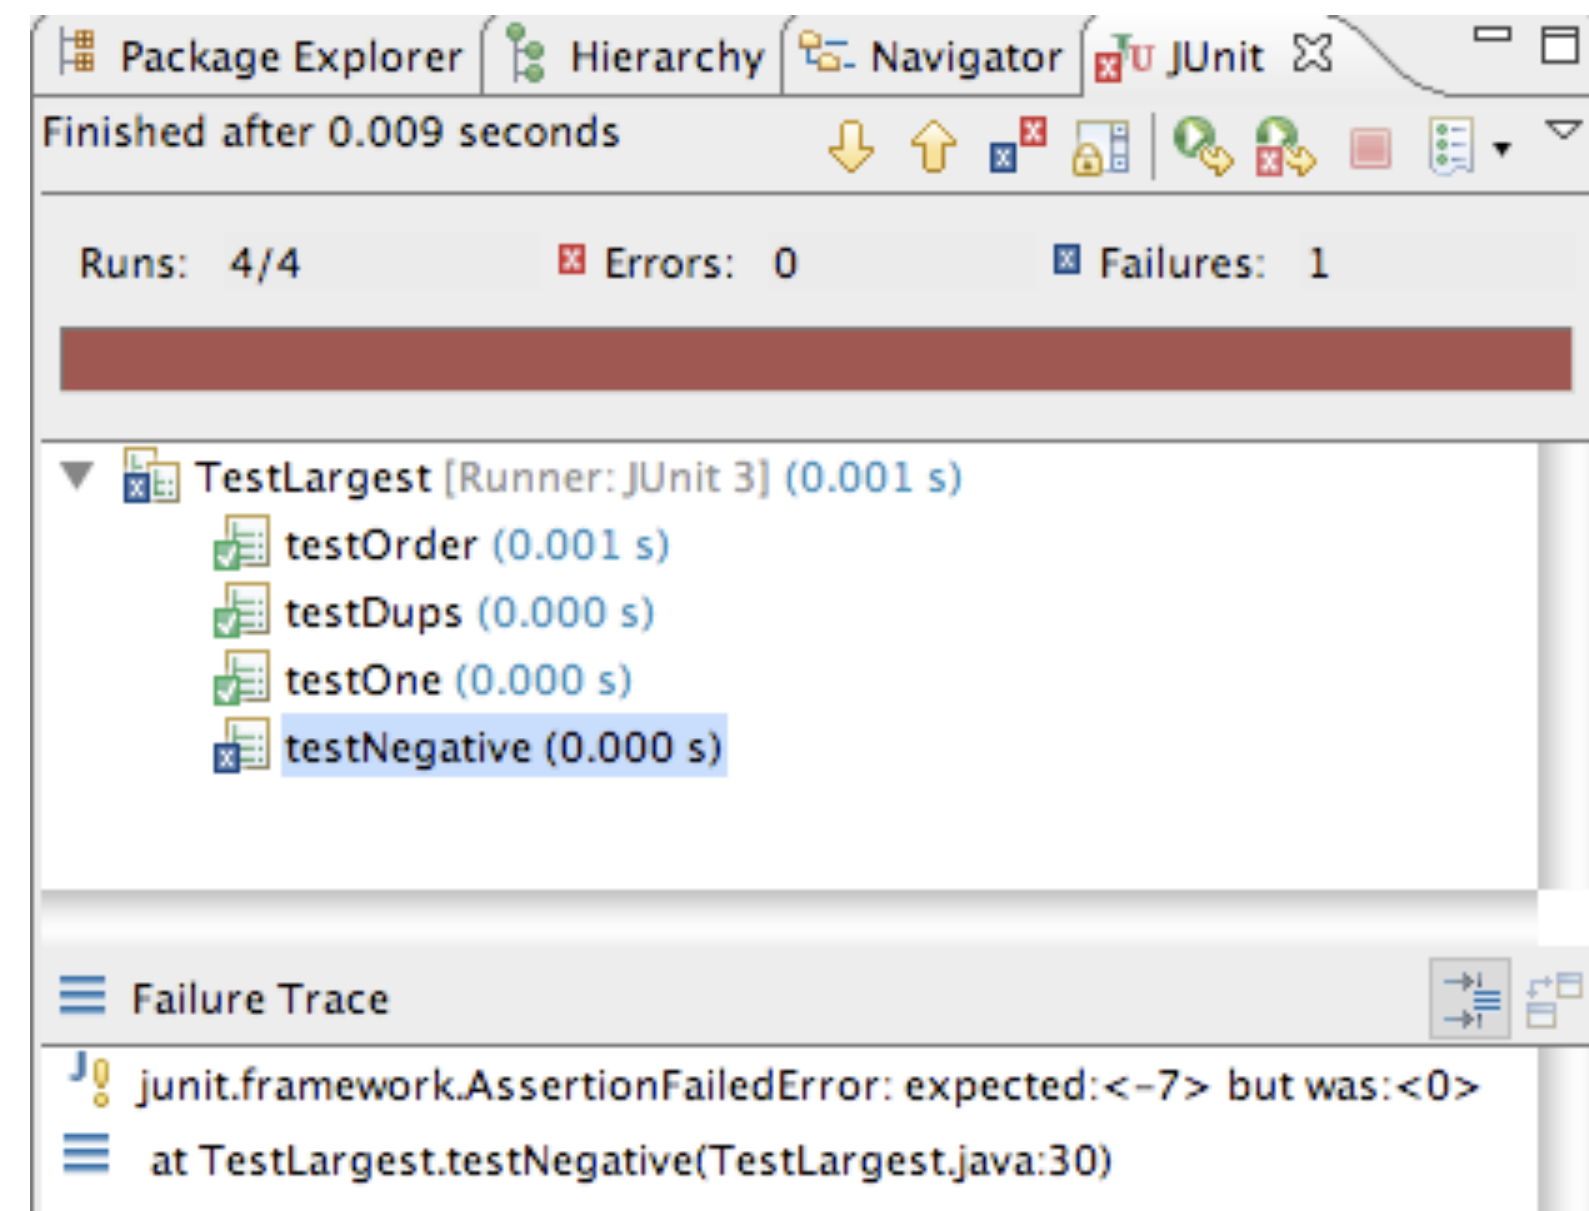 Package Explorer Hierarchy Navigator JUnit
Finished after 0.009 seconds
Runs: 4/4 Errors: 0 Failures: 1
TestLargest [Runner: JUnit 3] (0.001 s)
testOrder (0.001 s)
testDups (0.000 s)
testOne (0.000 s)
testNegative (0.000 s)
Failure Trace
junit.framework.AssertionFailedError: expected:<-7> but was:<0>
at TestLargest.testNegative(TestLargest.java:30)